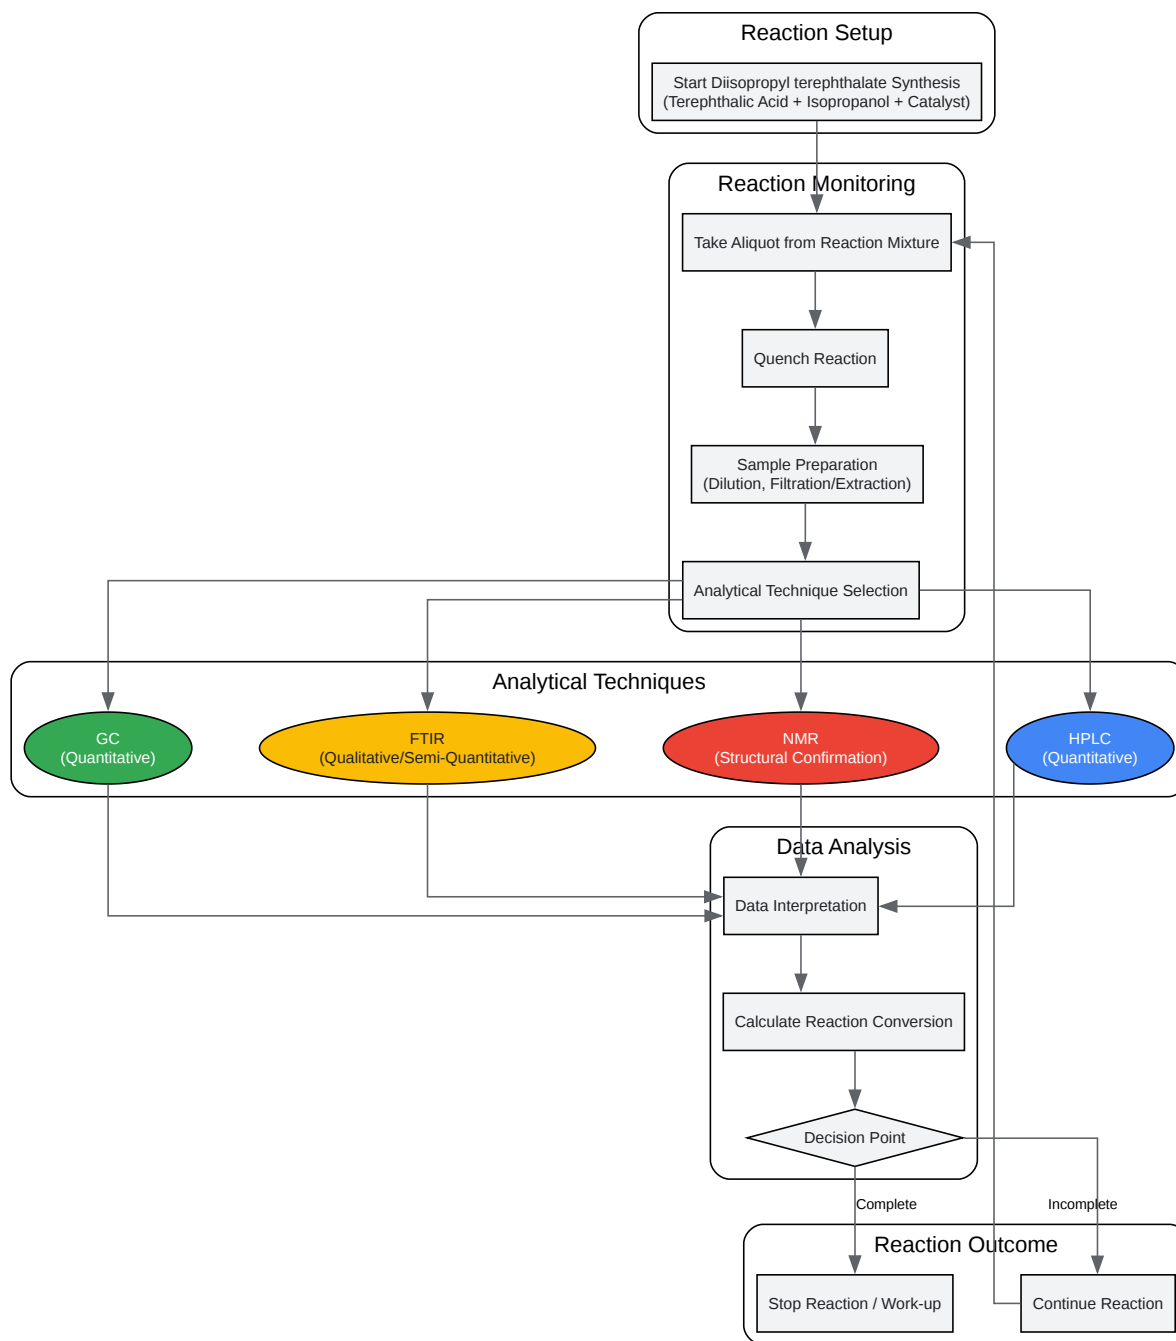 Reaction Setup
Start Diisopropyl terephthalate Synthesis
(Terephthalic Acid + Isopropanol + Catalyst)
Reaction Monitoring
Take Aliquot from Reaction Mixture
Quench Reaction
Sample Preparation
(Dilution, Filtration/Extraction)
Analytical Technique Selection
Analytical Techniques
GC
(Quantitative)
FTIR
(Qualitative/Semi-Quantitative)
NMR
(Structural Confirmation)
HPLC
(Quantitative)
Data Analysis
Data Interpretation
Calculate Reaction Conversion
Decision Point
Complete
Incomplete
Reaction Outcome
Stop Reaction / Work-up
Continue Reaction